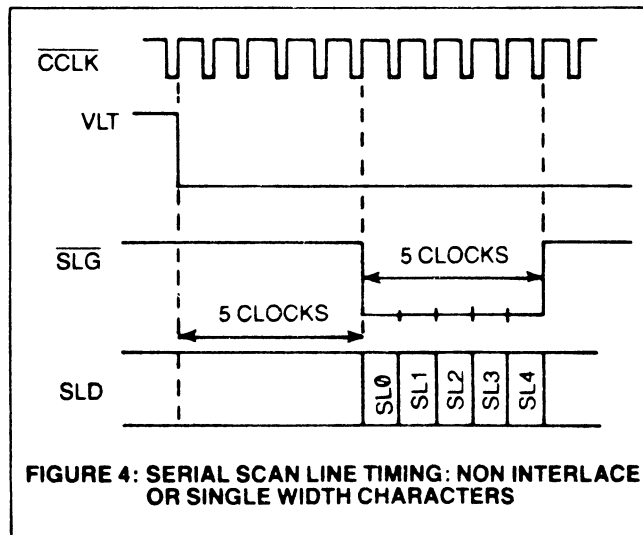 CCLK
VLT
SLG
5 CLOCKS
5 CLOCKS
SLD
SL0
SL1
SL2
SL3
SL4
FIGURE 4: SERIAL SCAN LINE TIMING: NON INTERLACE
OR SINGLE WIDTH CHARACTERS